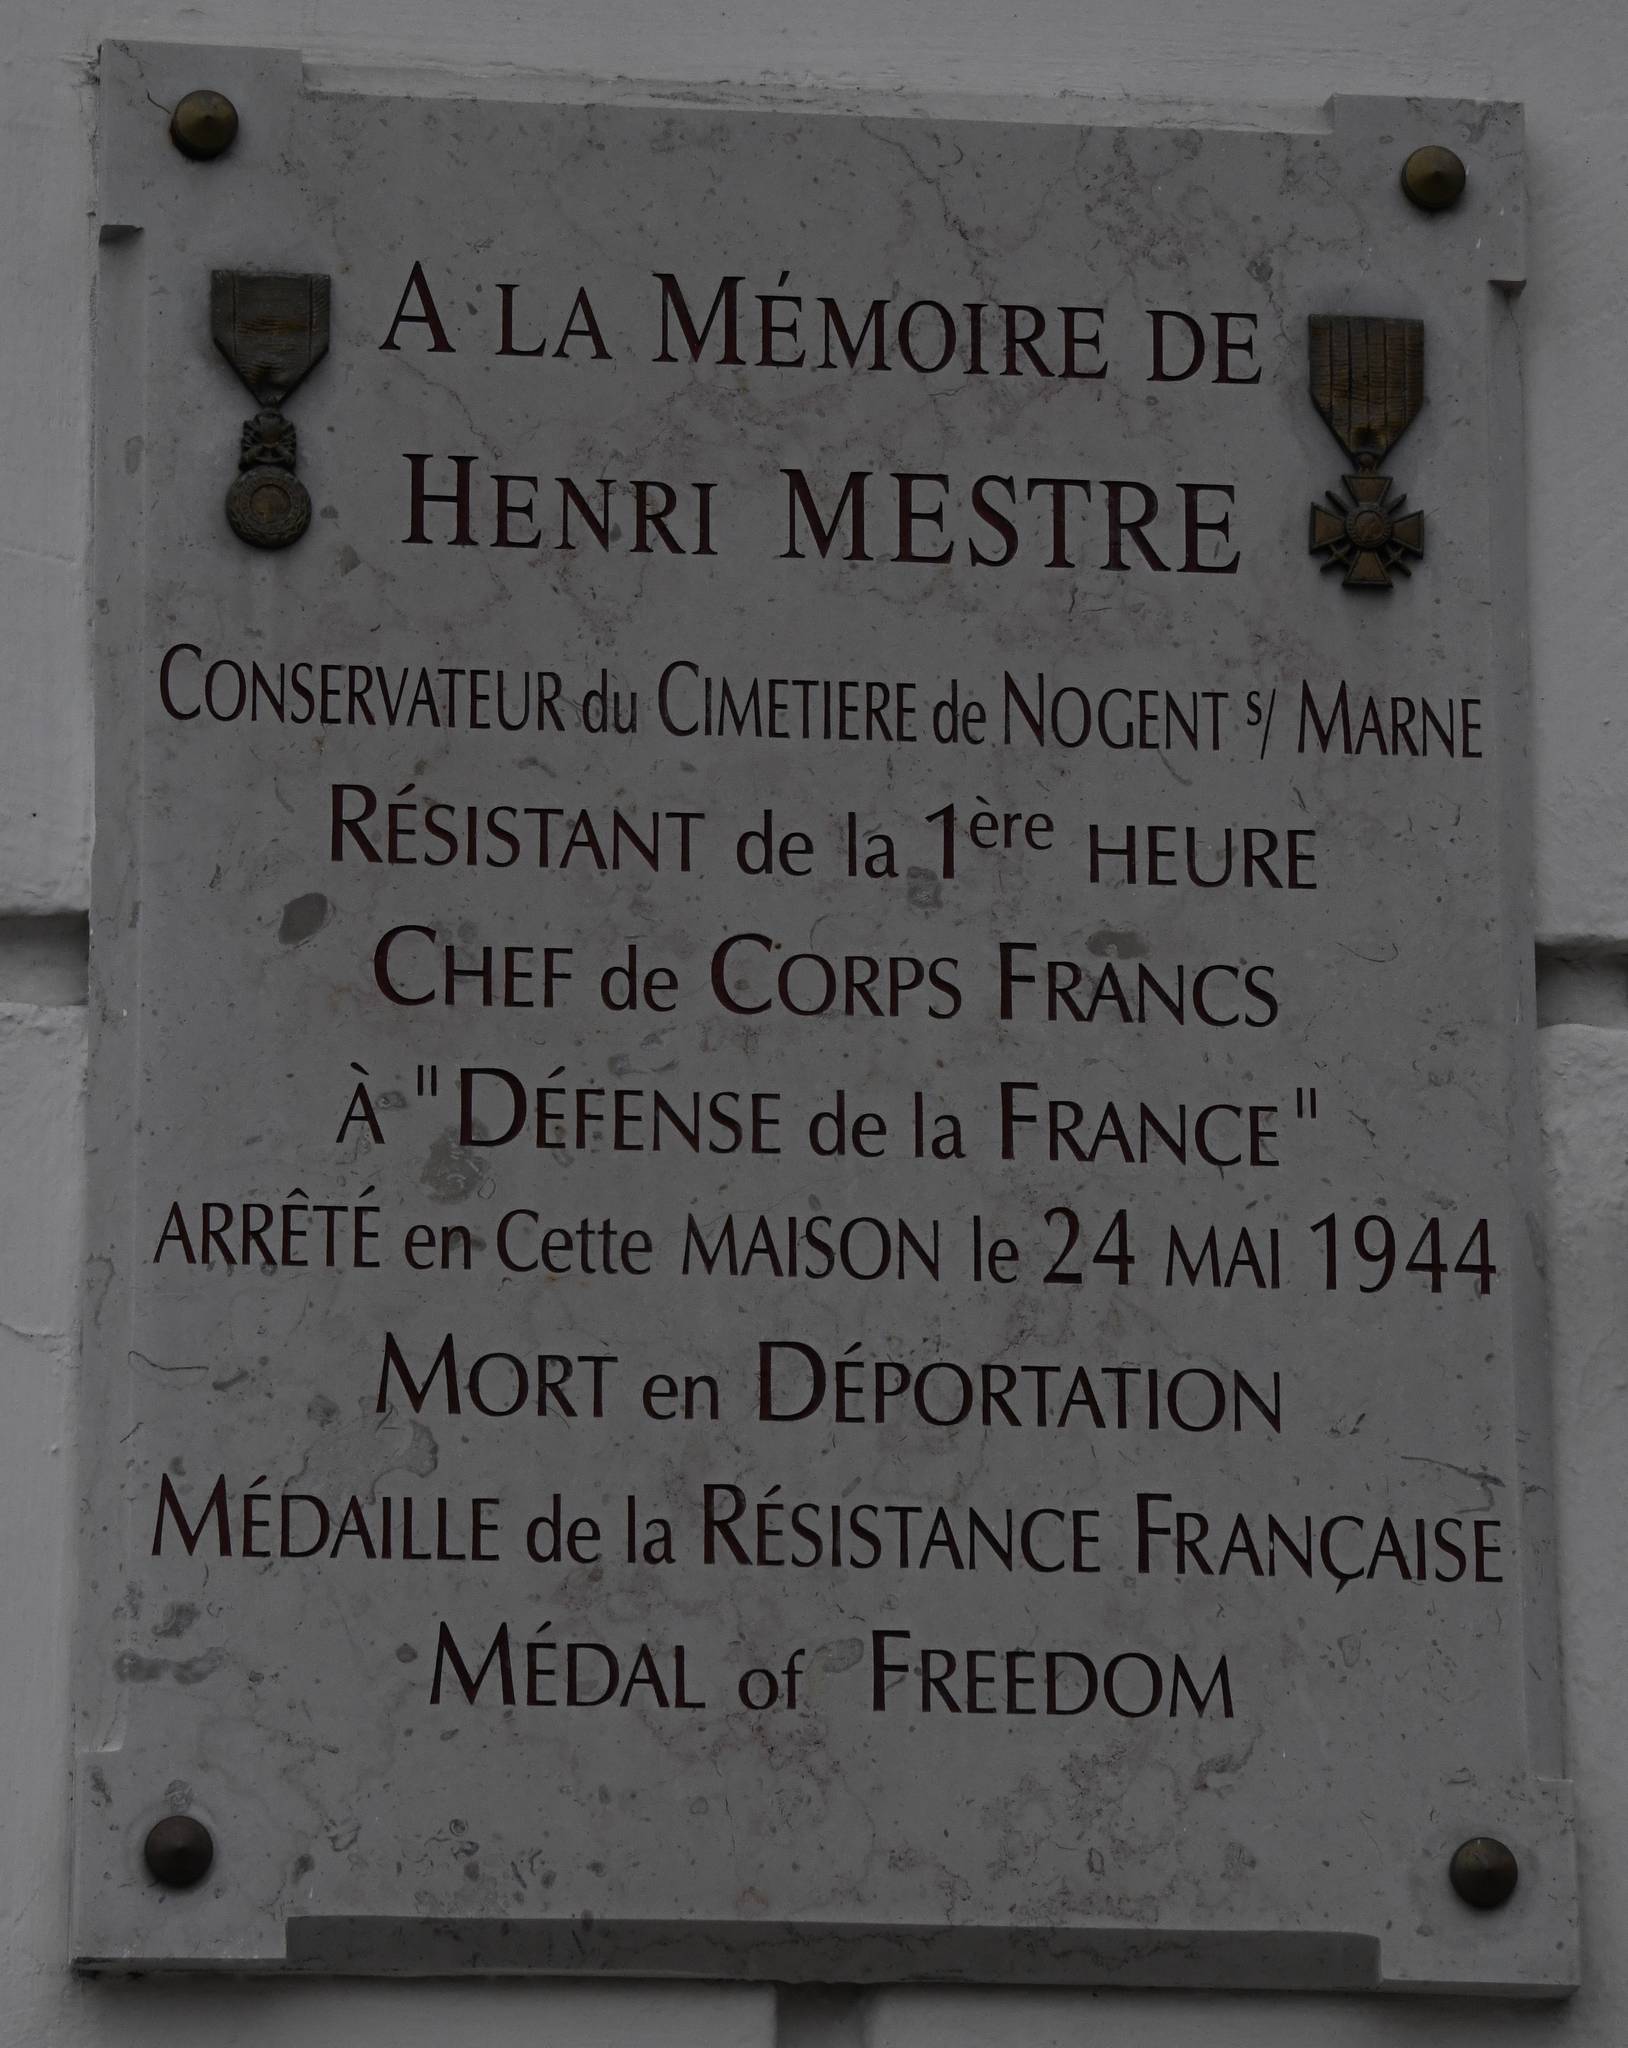 A LA MÉMOIRE DE
HENRI MESTRE
CONSERVATEUR du CIMETIERE de NOGENT s/ MARNE
RÉSISTANT de la 1ère HEURE
CHEF de CORPS FRANCS
À "DÉFENSE de la FRANCE"
ARRÊTÉ en Cette MAISON le 24 MAI 1944
MORT en DÉPORTATION
MÉDAILLE de la RÉSISTANCE FRANÇAISE
MÉDAL of FREEDOM